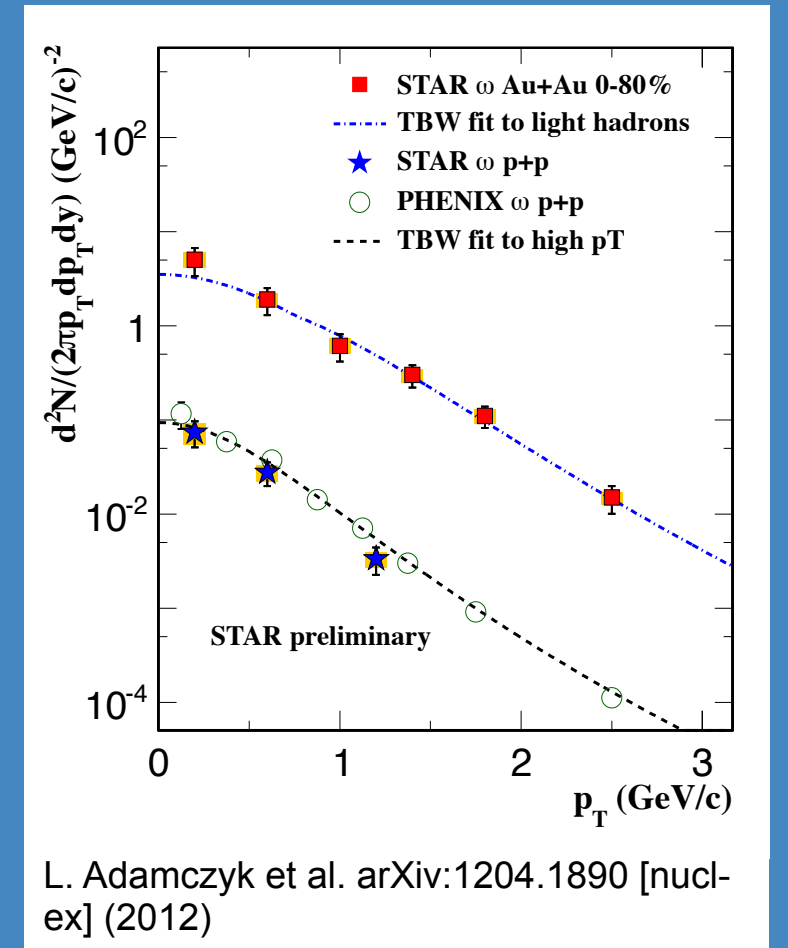 d²N/(2πp_T dp_T dy) (GeV/c)⁻²
STAR ω Au+Au 0-80%
TBW fit to light hadrons
STAR ω p+p
PHENIX ω p+p
TBW fit to high pT
10²
1
10⁻²
10⁻⁴
STAR preliminary
0 1 2 3
p_T (GeV/c)
L. Adamczyk et al. arXiv:1204.1890 [nucl-
ex] (2012)